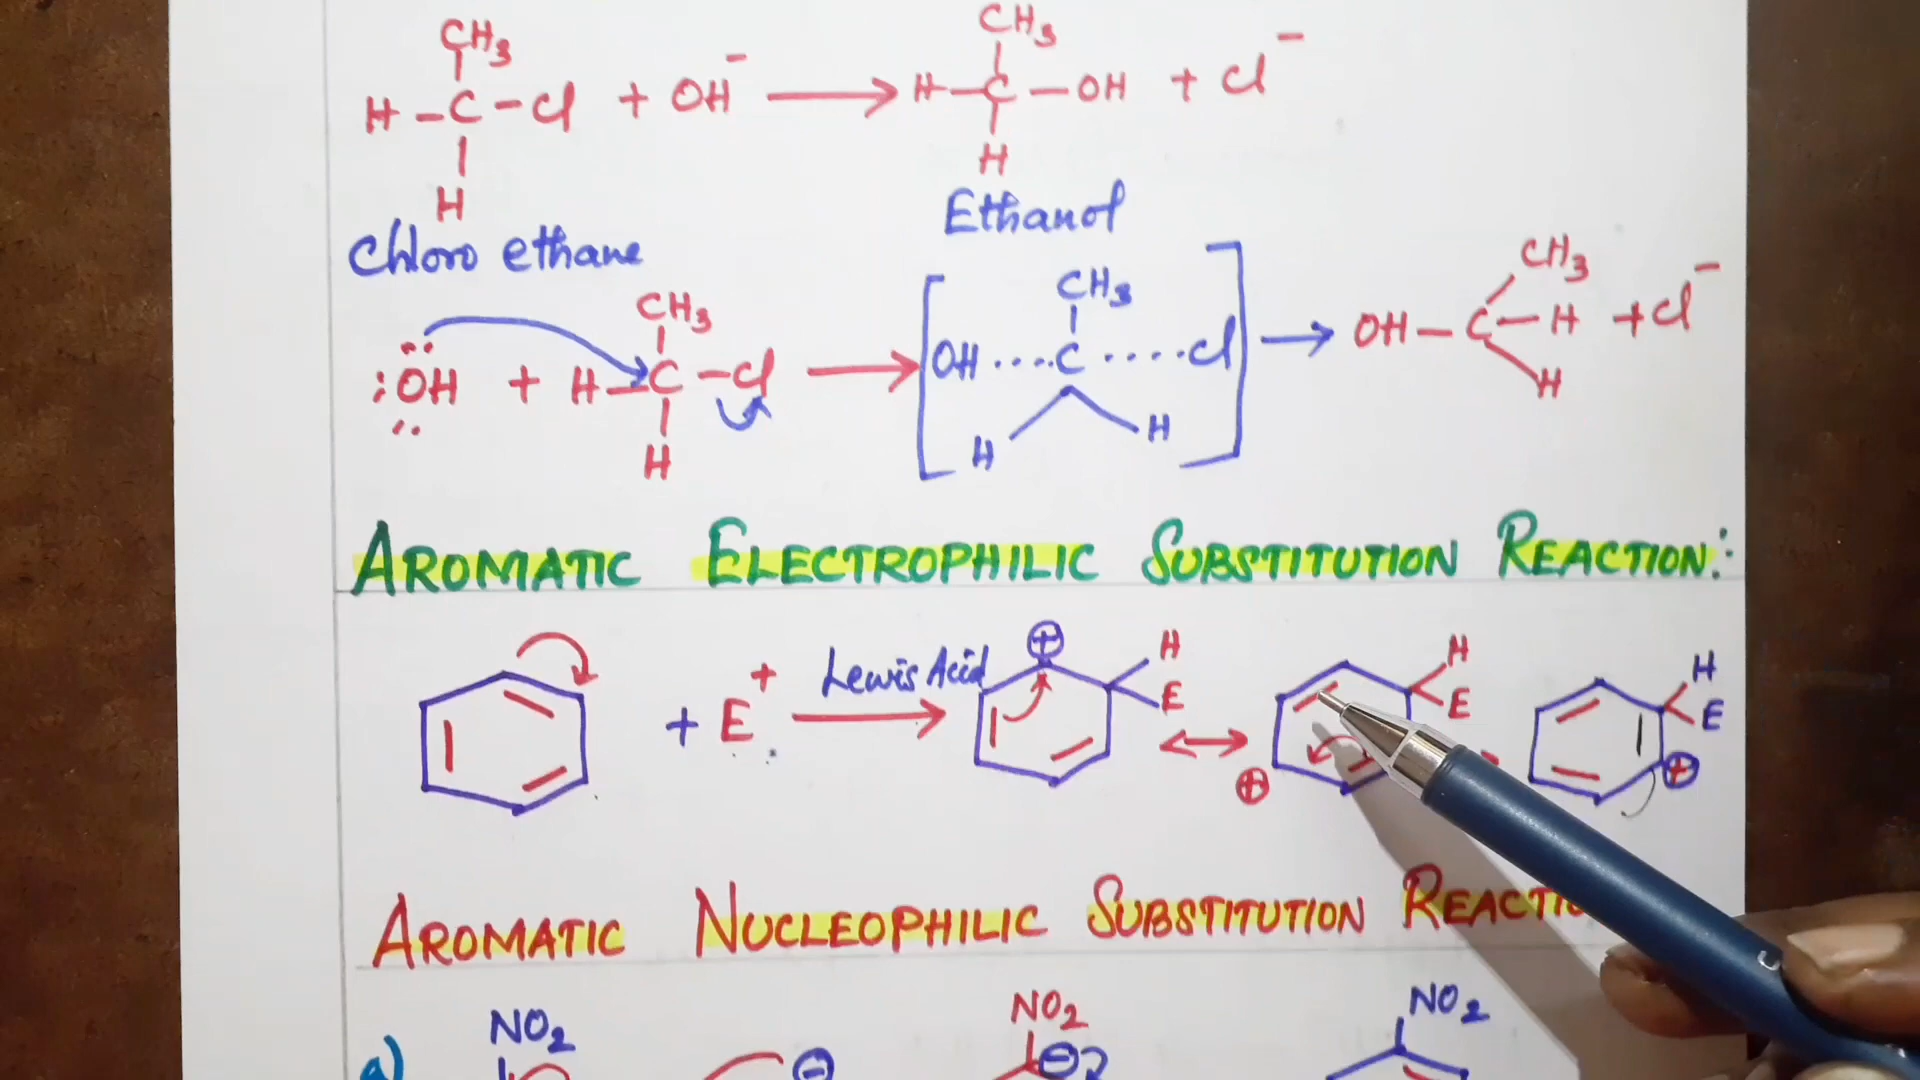 CH3 CH3
H-C-Cl + OH⁻ → H-C-OH + Cl⁻
H H
Chloro ethane Ethanol
CH3 CH3 CH3
:OH + H-C-Cl → [OH....C....Cl] → OH-C-H + Cl⁻
H H H H
AROMATIC ELECTROPHILIC SUBSTITUTION REACTION:
+ E⁺ Lewis Acid → ⊕ H E ↔ ⊕ H E H E ⊕
AROMATIC NUCLEOPHILIC SUBSTITUTION
a) NO2 ⊖ NO2 ⊖ NO2